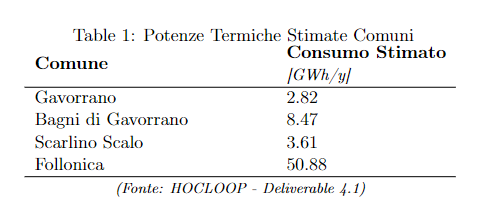 Table 1: Potenze Termiche Stimate Comuni
Comune Consumo Stimato
[GWh/y]
Gavorrano 2.82
Bagni di Gavorrano 8.47
Scarlino Scalo 3.61
Follonica 50.88
(Fonte: HOCLOOP - Deliverable 4.1)